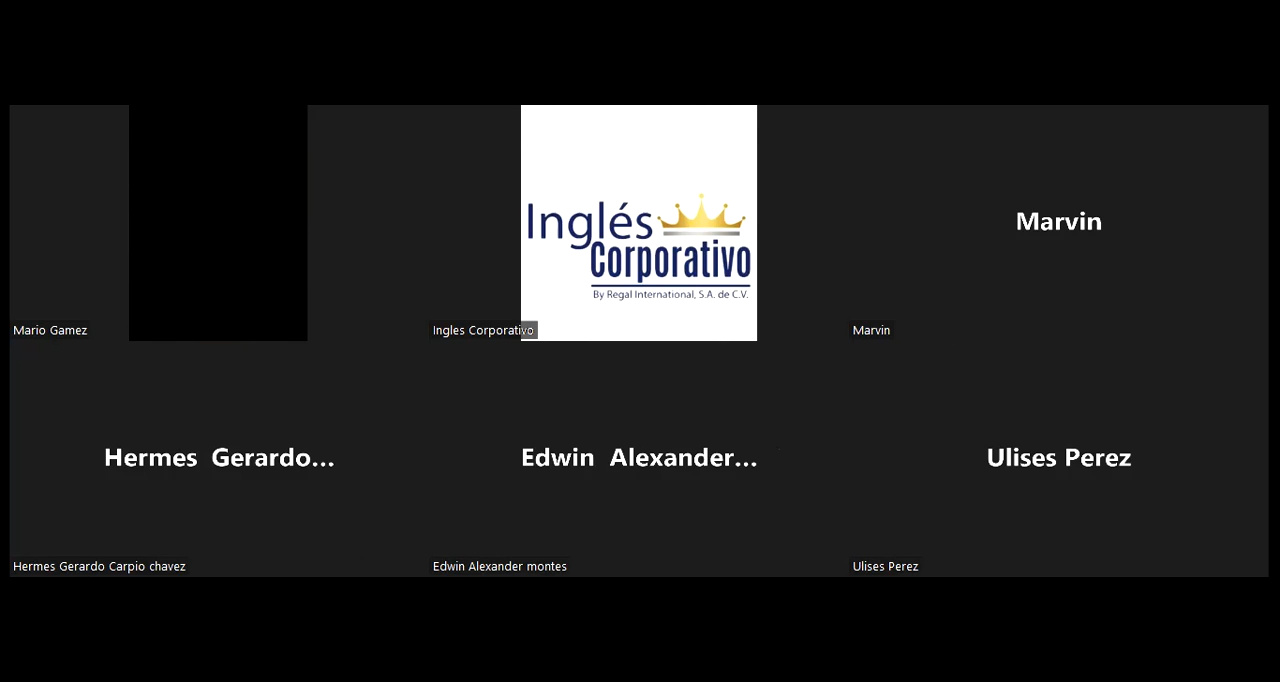 Inglés
Corporativo
By Regal International, S.A. de C.V.
Marvin
Mario Gamez
Ingles Corporativo
Marvin
Hermes Gerardo...
Edwin Alexander...
Ulises Perez
Hermes Gerardo Carpio chavez
Edwin Alexander montes
Ulises Perez